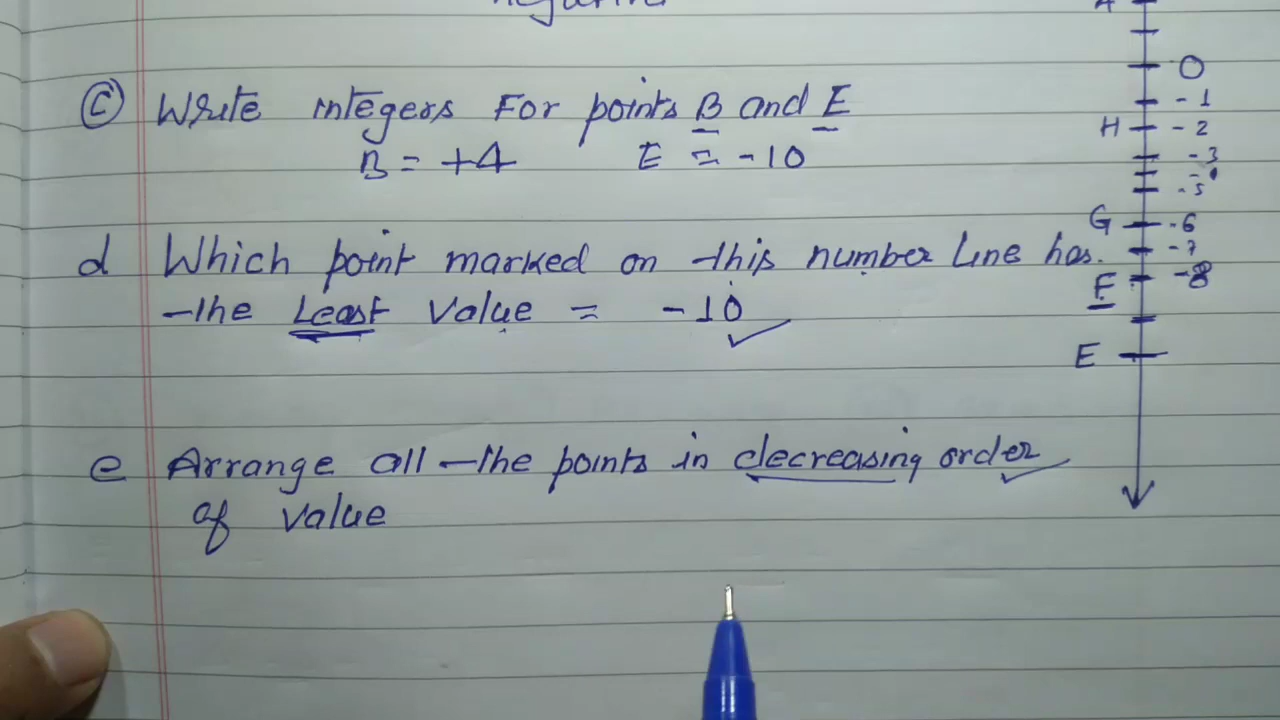 A
0
© Write integers For points B and E
- 1
H - 2
B = +4 E = -10
- 3
- 5
G - 6
d Which point marked on this number Line has.
- 7
F - 8
the Least Value = -10
E
e Arrange all the points in decreasing order
of value